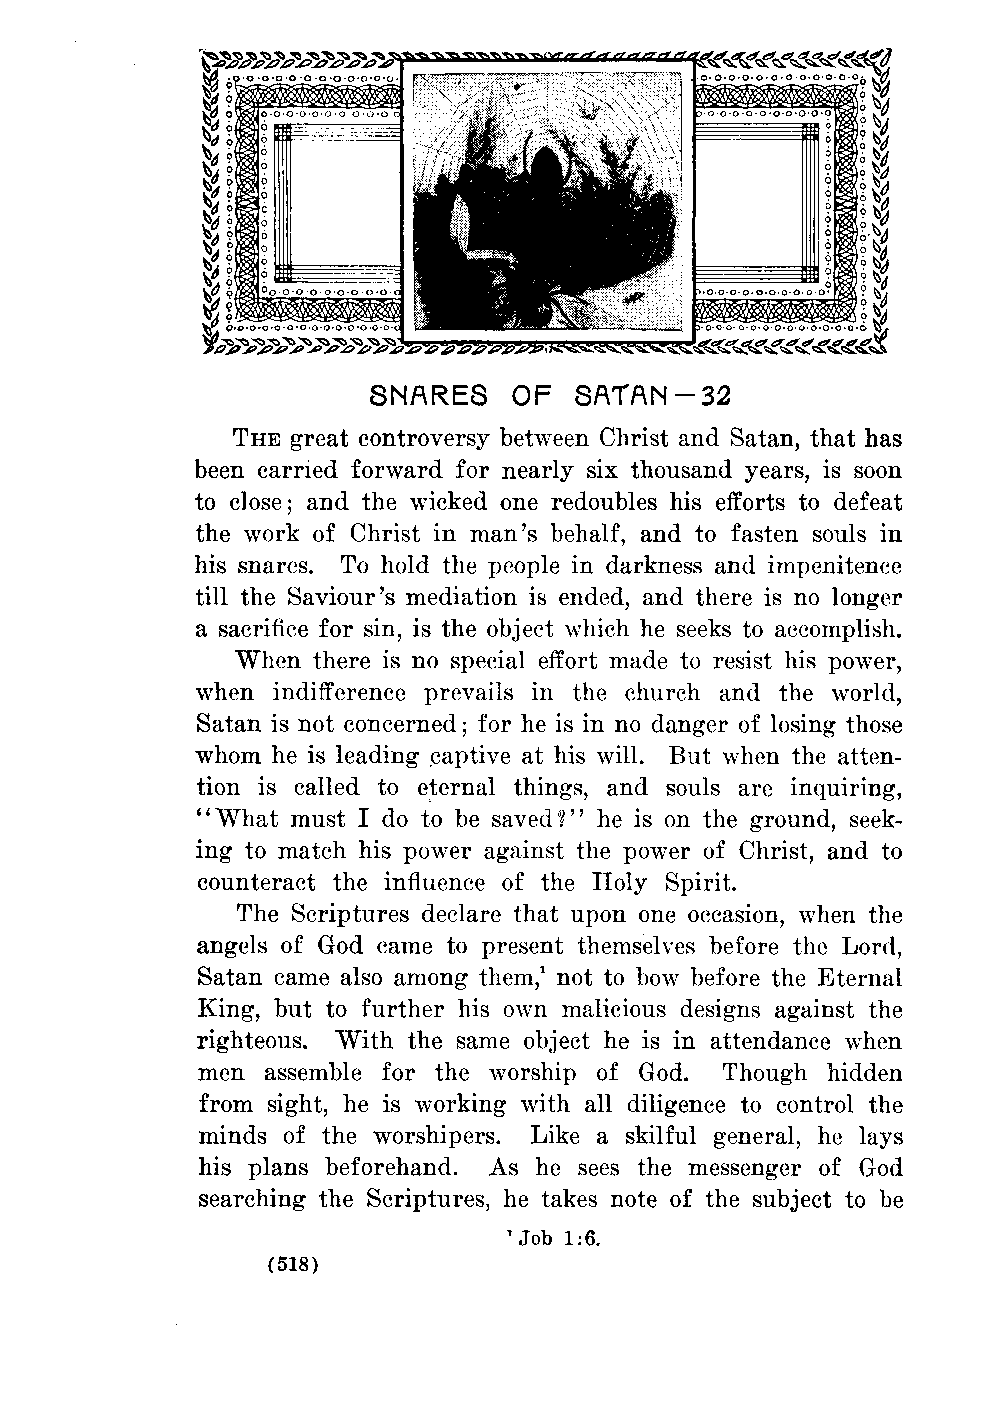 SNARES OF SATAN—32
THE great controversy between Christ and Satan, that has
been carried forward for nearly six thousand years, is soon
to close; and the wicked one redoubles his efforts to defeat
the work of Christ in man's behalf, and to fasten souls in
his snares. To hold the people in darkness and impenitence
till the Saviour's mediation is ended, and there is no longer
a sacrifice for sin, is the object which he seeks to accomplish.
When there is no special effort made to resist his power,
when indifference prevails in the church and the world,
Satan is not concerned; for he is in no danger of losing those
whom he is leading captive at his will. But when the atten-
tion is called to eternal things, and souls are inquiring,
"What must I do to be saved?" he is on the ground, seek-
ing to match his power against the power of Christ, and to
counteract the influence of the Holy Spirit.
The Scriptures declare that upon one occasion, when the
angels of God came to present themselves before the Lord,
Satan came also among them,¹ not to bow before the Eternal
King, but to further his own malicious designs against the
righteous. With the same object he is in attendance when
men assemble for the worship of God. Though hidden
from sight, he is working with all diligence to control the
minds of the worshipers. Like a skilful general, he lays
his plans beforehand. As he sees the messenger of God
searching the Scriptures, he takes note of the subject to be
¹ Job 1:6.
(518)